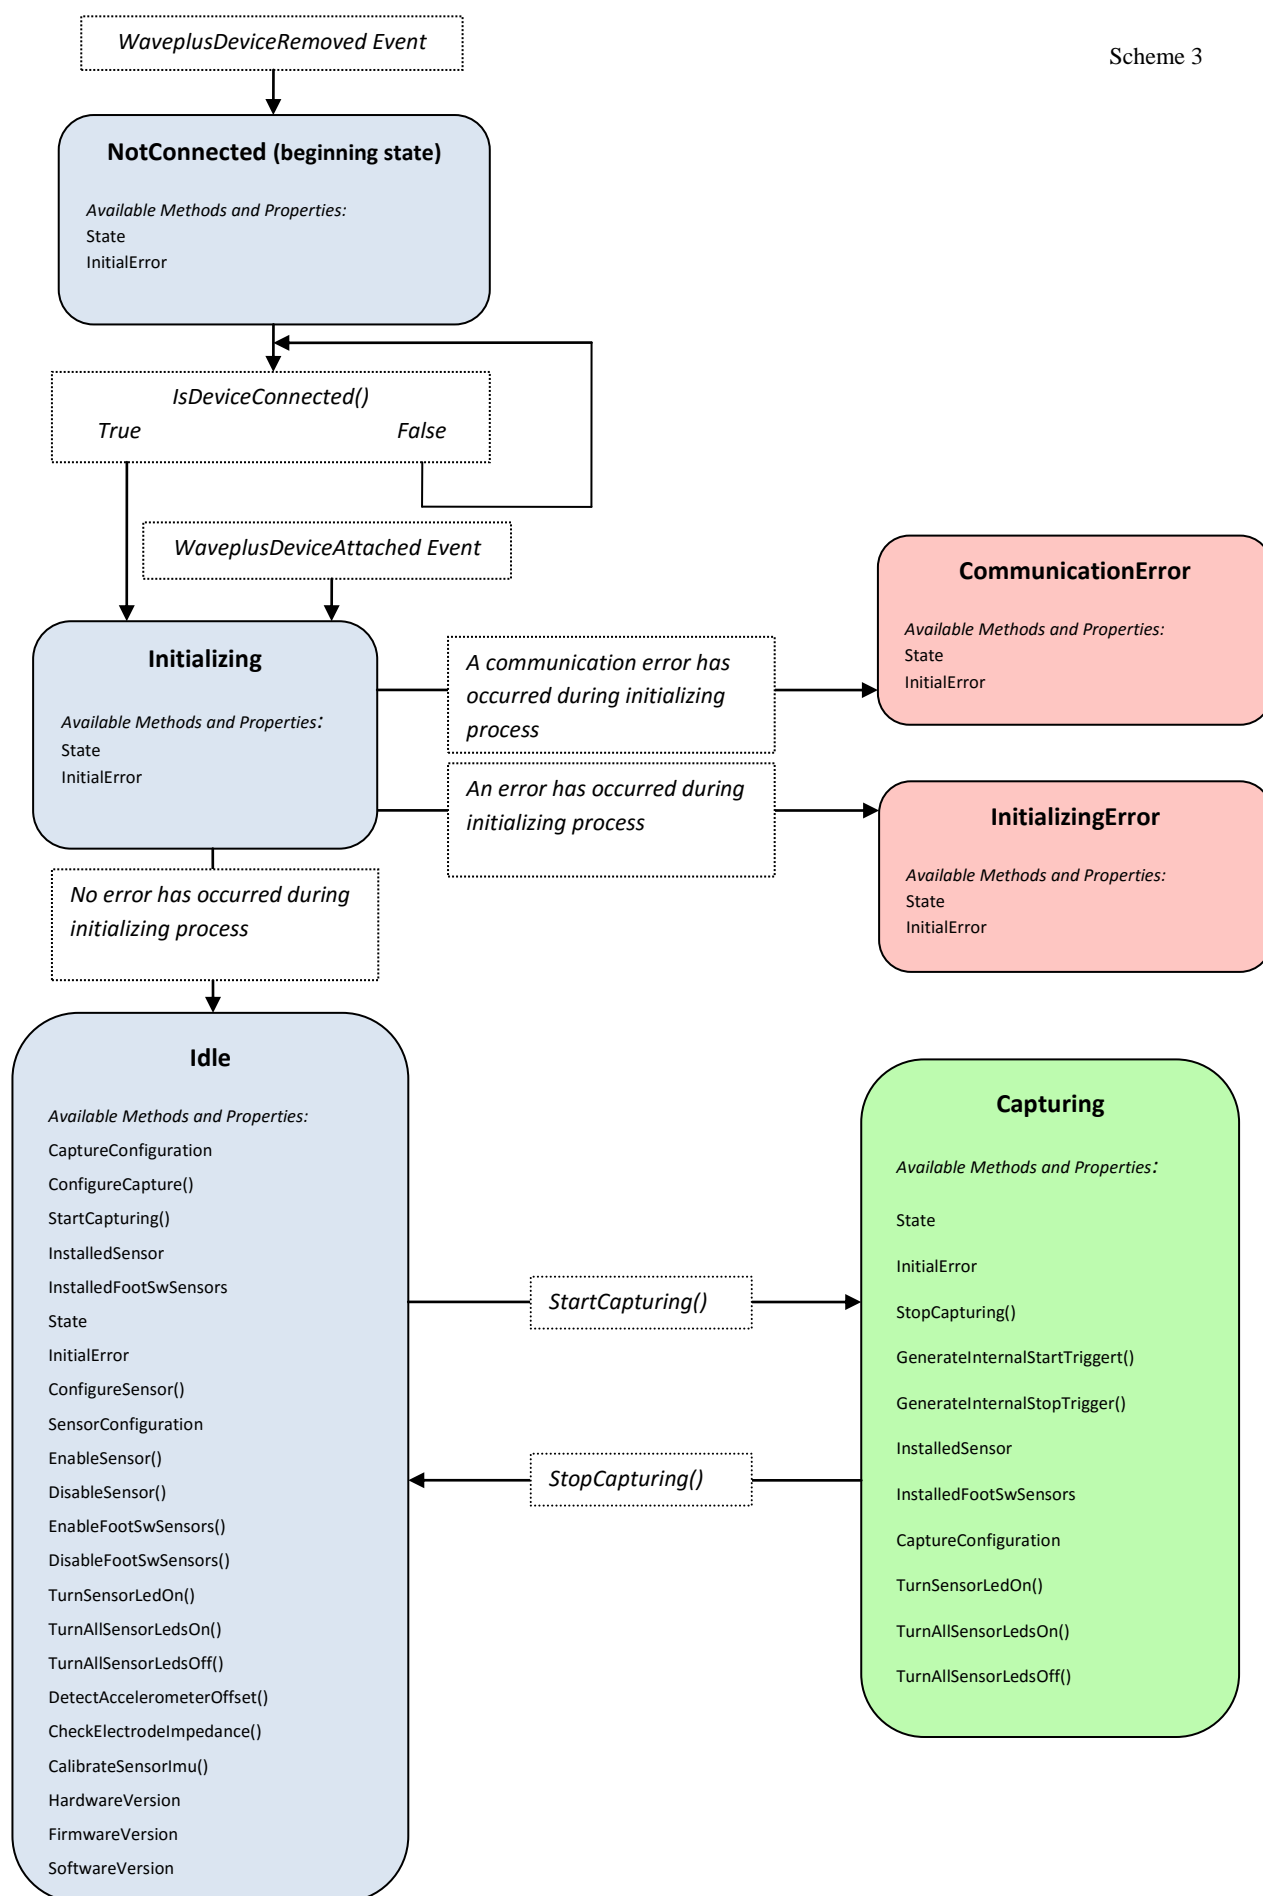 WaveplusDeviceRemoved Event
Scheme 3
NotConnected (beginning state)
Available Methods and Properties:
State
InitialError
IsDeviceConnected()
True False
WaveplusDeviceAttached Event
Initializing
Available Methods and Properties:
State
InitialError
A communication error has
occurred during initializing
process
An error has occurred during
initializing process
CommunicationError
Available Methods and Properties:
State
InitialError
InitializingError
Available Methods and Properties:
State
InitialError
No error has occurred during
initializing process
Idle
Available Methods and Properties:
CaptureConfiguration
ConfigureCapture()
StartCapturing()
InstalledSensor
InstalledFootSwSensors
State
InitialError
ConfigureSensor()
SensorConfiguration
EnableSensor()
DisableSensor()
EnableFootSwSensors()
DisableFootSwSensors()
TurnSensorLedOn()
TurnAllSensorLedsOn()
TurnAllSensorLedsOff()
DetectAccelerometerOffset()
CheckElectrodeImpedance()
CalibrateSensorImu()
HardwareVersion
FirmwareVersion
SoftwareVersion
StartCapturing()
StopCapturing()
Capturing
Available Methods and Properties:
State
InitialError
StopCapturing()
GenerateInternalStartTriggert()
GenerateInternalStopTrigger()
InstalledSensor
InstalledFootSwSensors
CaptureConfiguration
TurnSensorLedOn()
TurnAllSensorLedsOn()
TurnAllSensorLedsOff()